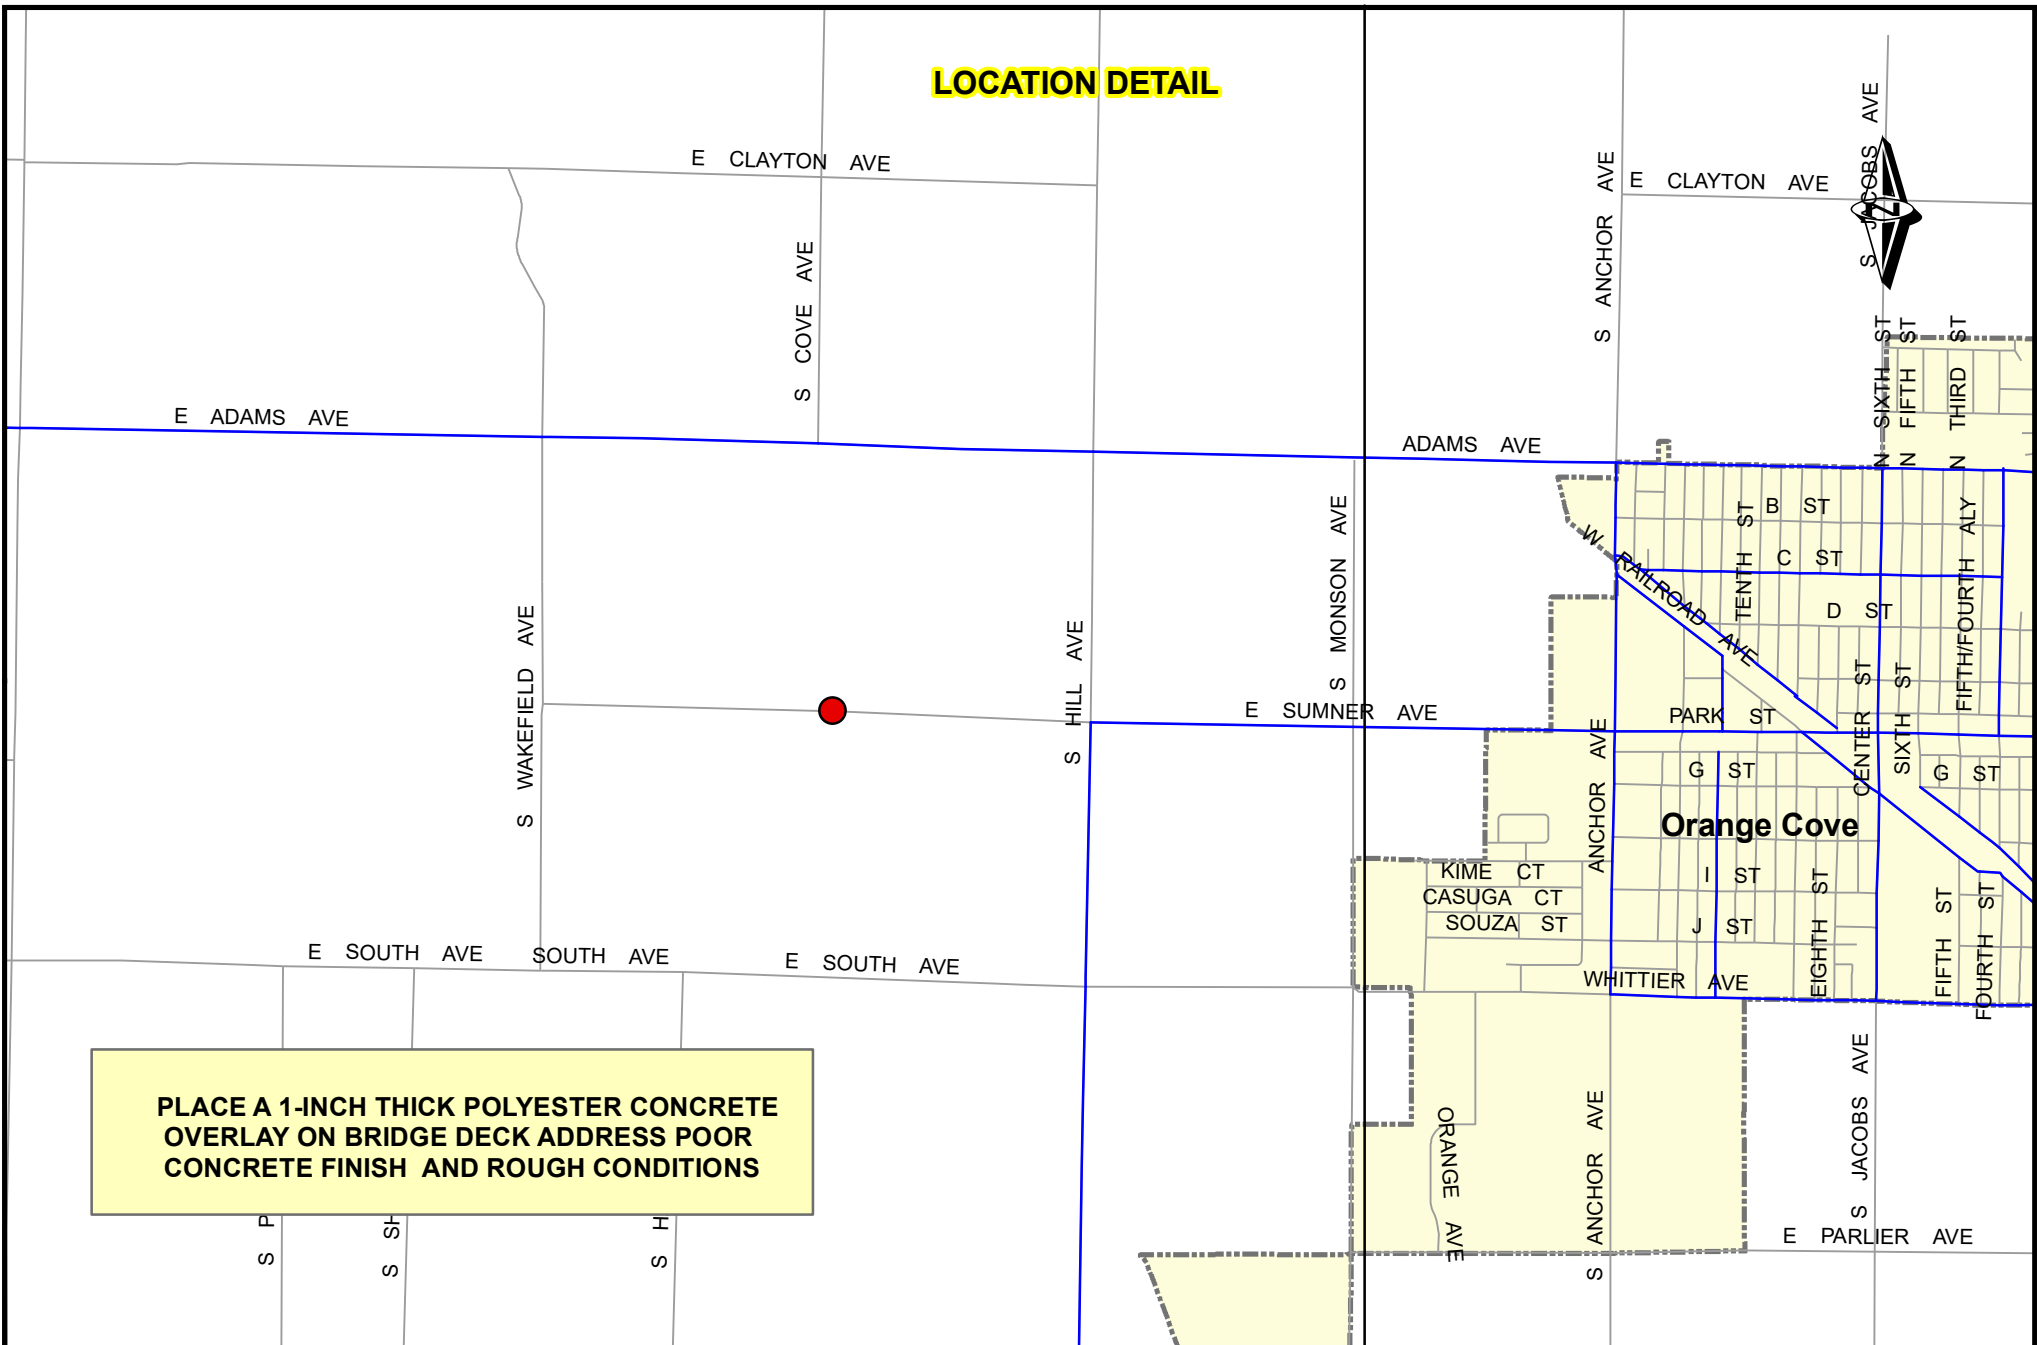 LOCATION DETAIL
E CLAYTON AVE
E CLAYTON AVE
S JACOBS AVE
S ANCHOR AVE
S COVE AVE
E ADAMS AVE
ADAMS AVE
N SIXTH ST
N FIFTH ST
N THIRD ST
S MONSON AVE
B ST
TENTH ST
C ST
D ST
FIFTH/FOURTH ALY
W RAILROAD AVE
S WAKEFIELD AVE
S HILL AVE
E SUMNER AVE
PARK ST
CENTER ST
SIXTH ST
ANCHOR AVE
G ST
G ST
Orange Cove
KIME CT
CASUGA CT
SOUZA ST
I ST
J ST
EIGHTH ST
FIFTH ST
FOURTH ST
E SOUTH AVE
SOUTH AVE
E SOUTH AVE
WHITTIER AVE
PLACE A 1-INCH THICK POLYESTER CONCRETE
OVERLAY ON BRIDGE DECK ADDRESS POOR
CONCRETE FINISH AND ROUGH CONDITIONS
ORANGE AVE
S ANCHOR AVE
S JACOBS AVE
E PARLIER AVE
S P
S SH
S H